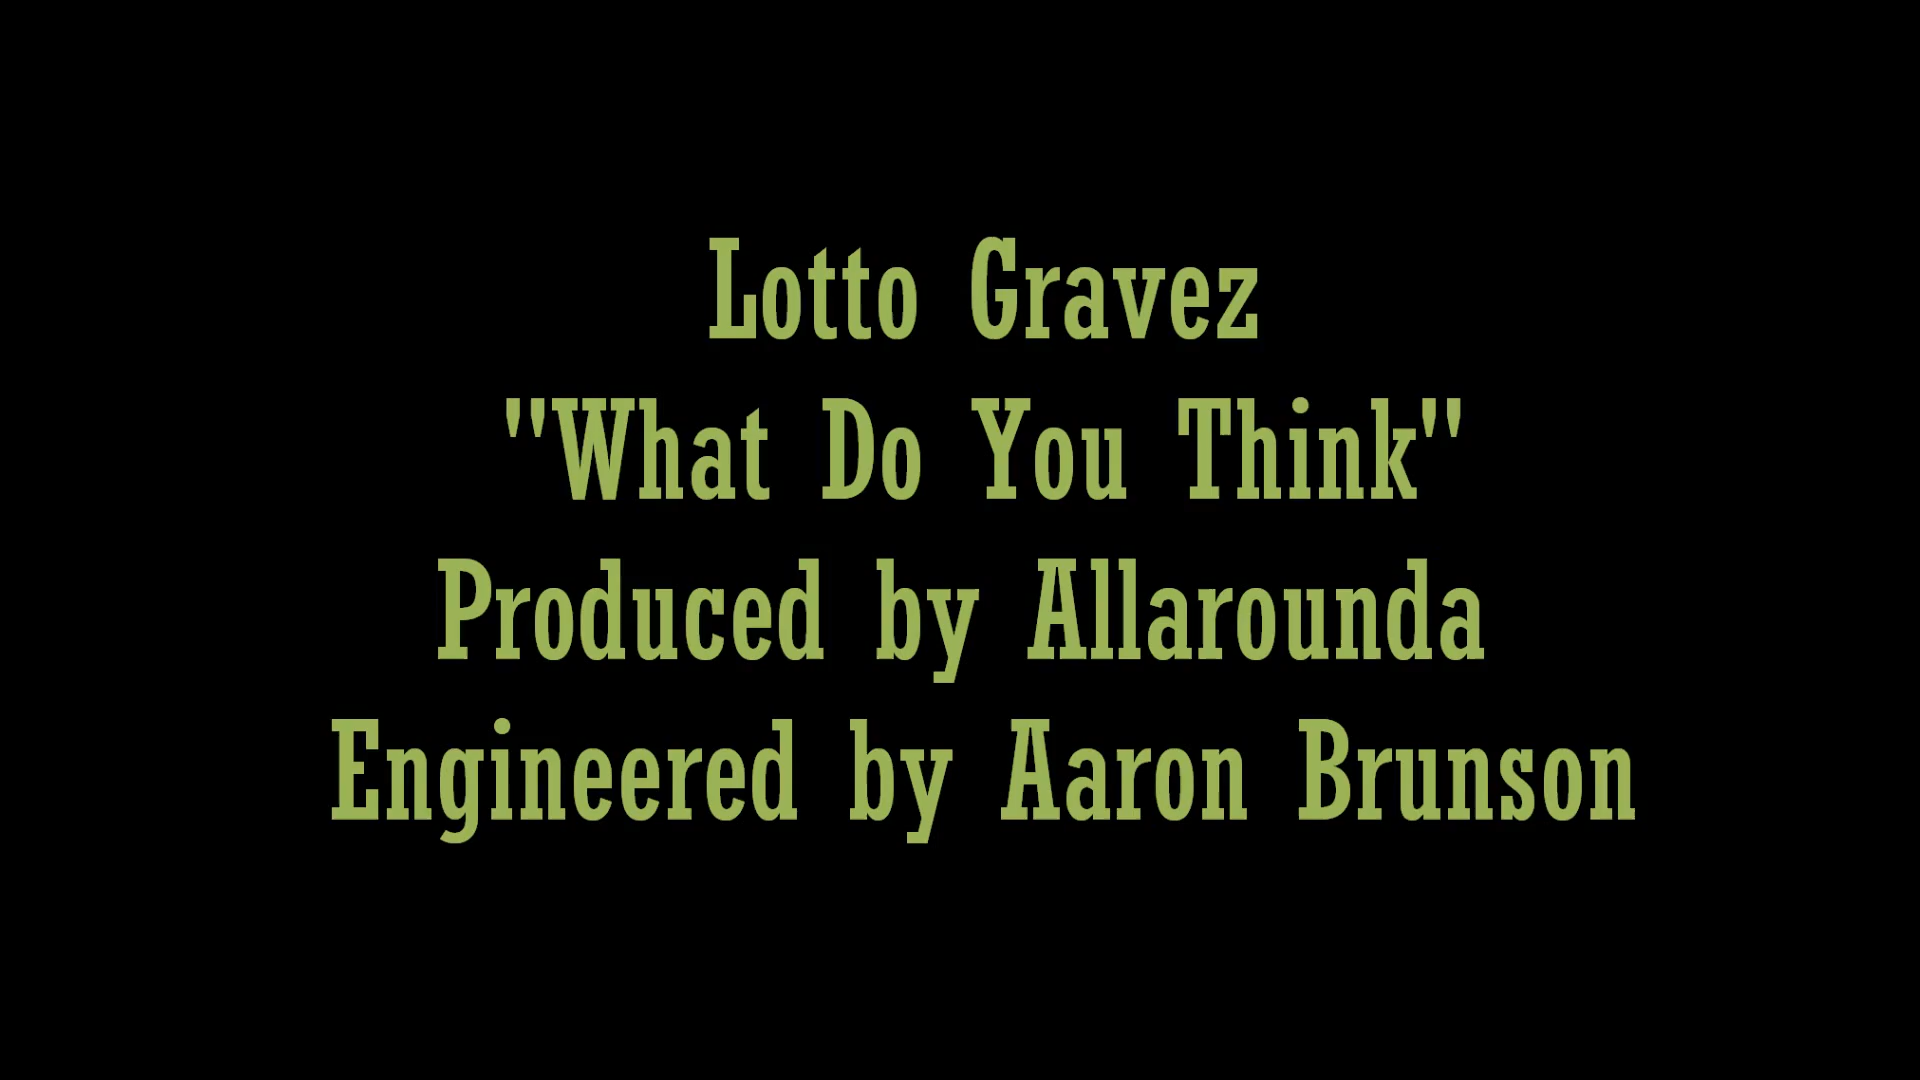 Lotto Gravez
"What Do You Think"
Produced by Allarounda
Engineered by Aaron Brunson